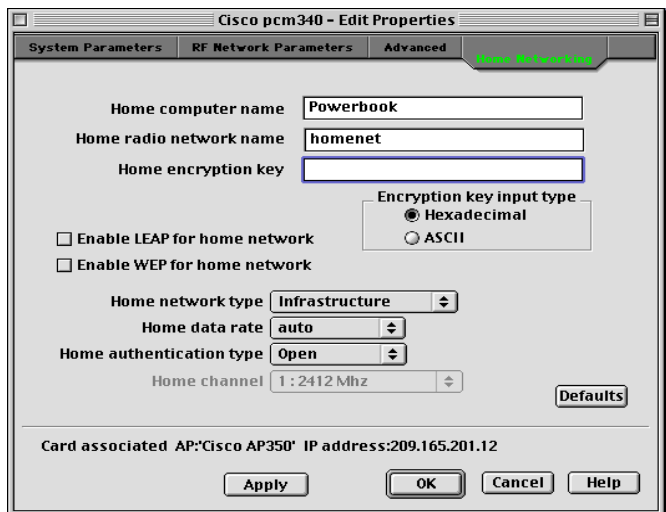 Cisco pcm340 - Edit Properties
System Parameters RF Network Parameters Advanced Home Networking
Home computer name Powerbook
Home radio network name homenet
Home encryption key
Encryption key input type
Hexadecimal
ASCII
Enable LEAP for home network
Enable WEP for home network
Home network type Infrastructure
Home data rate auto
Home authentication type Open
Home channel 1 : 2412 Mhz
Defaults
Card associated AP:'Cisco AP350' IP address:209.165.201.12
Apply OK Cancel Help